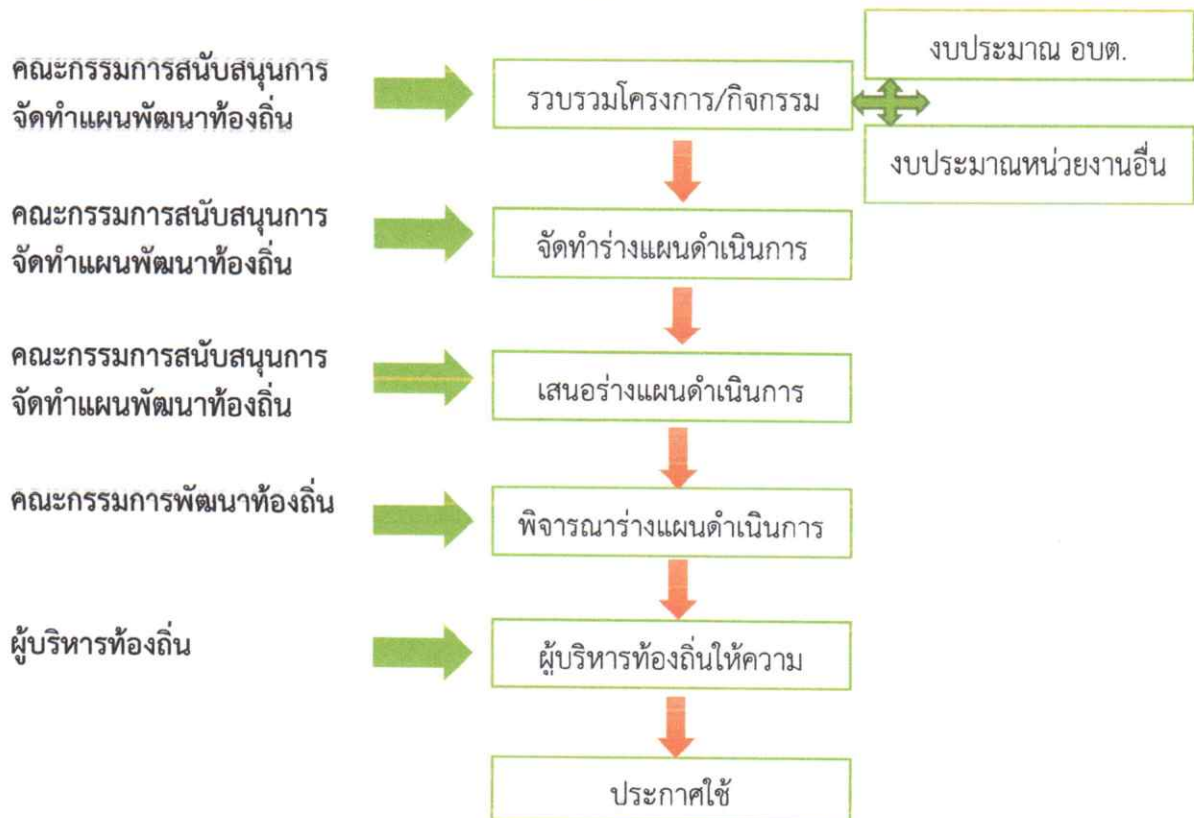 คณะกรรมการสนับสนุนการ
จัดทำแผนพัฒนาท้องถิ่น
รวบรวมโครงการ/กิจกรรม
งบประมาณ อบต.
งบประมาณหน่วยงานอื่น
คณะกรรมการสนับสนุนการ
จัดทำแผนพัฒนาท้องถิ่น
จัดทำร่างแผนดำเนินการ
คณะกรรมการสนับสนุนการ
จัดทำแผนพัฒนาท้องถิ่น
เสนอร่างแผนดำเนินการ
คณะกรรมการพัฒนาท้องถิ่น
พิจารณาร่างแผนดำเนินการ
ผู้บริหารท้องถิ่น
ผู้บริหารท้องถิ่นให้ความ
ประกาศใช้